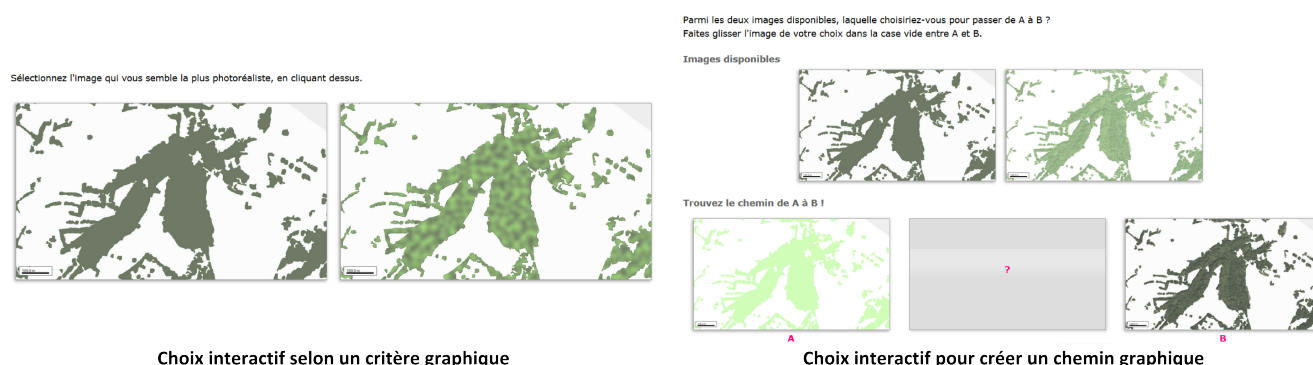 Sélectionnez l'image qui vous semble la plus photoréaliste, en cliquant dessus.
Choix interactif selon un critère graphique
Parmi les deux images disponibles, laquelle choisiriez-vous pour passer de A à B ?
Faites glisser l'image de votre choix dans la case vide entre A et B.
Images disponibles
Trouvez le chemin de A à B !
?
A
B
Choix interactif pour créer un chemin graphique